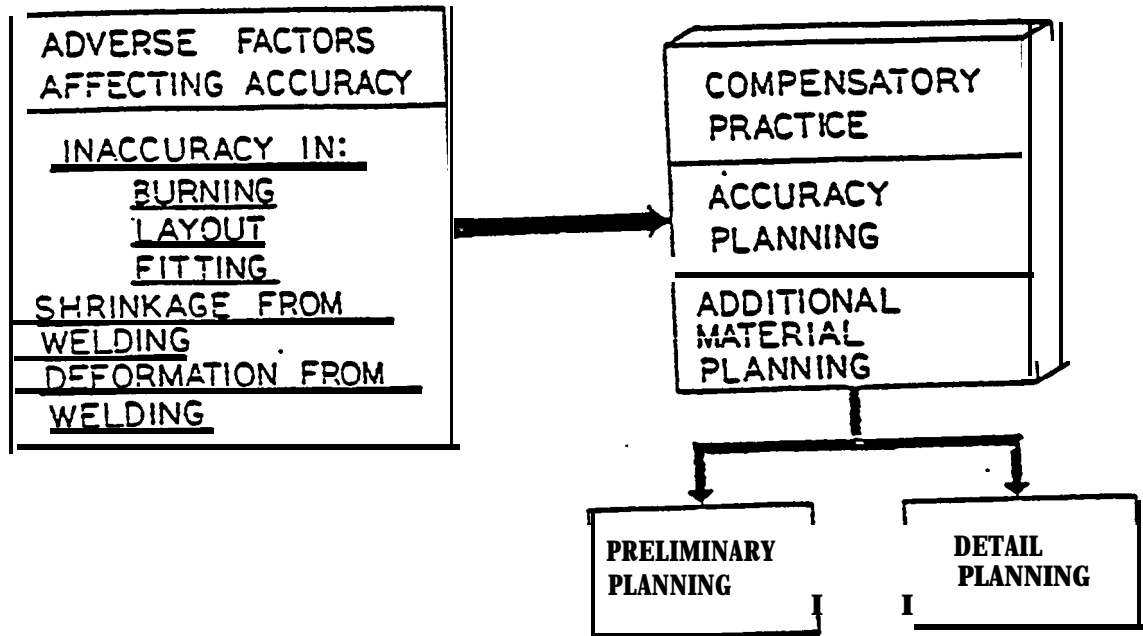 ADVERSE FACTORS
AFFECTING ACCURACY
INACCURACY IN:
BURNING
LAYOUT
FITTING
SHRINKAGE FROM
WELDING
DEFORMATION FROM
WELDING
COMPENSATORY
PRACTICE
ACCURACY
PLANNING
ADDITIONAL
MATERIAL
PLANNING
PRELIMINARY
PLANNING
DETAIL
PLANNING